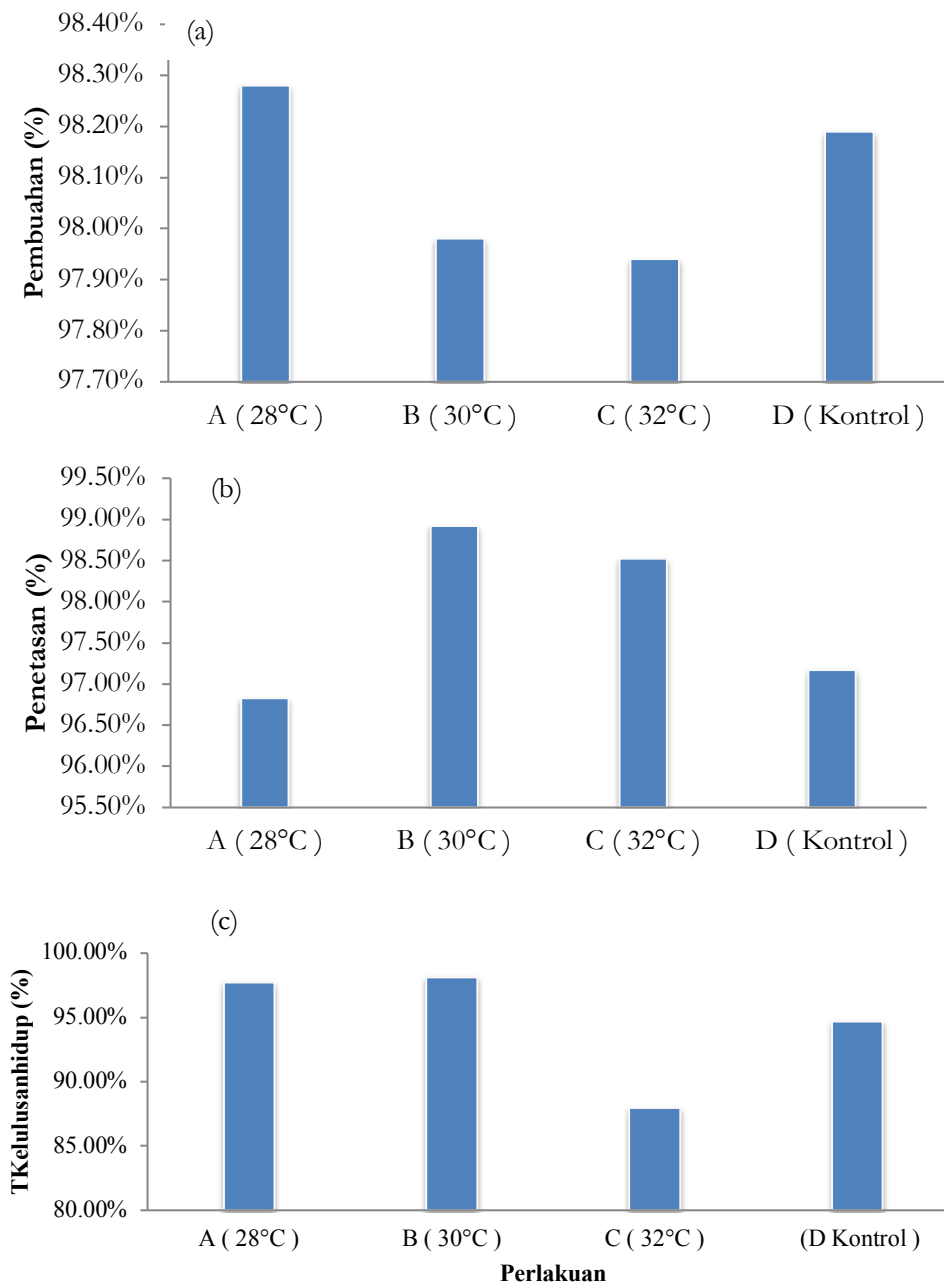 (a)
98.40%
98.30%
98.20%
98.10%
98.00%
97.90%
97.80%
97.70%
Pembuahan (%)
A ( 28°C ) B ( 30°C ) C ( 32°C ) D ( Kontrol )
(b)
99.50%
99.00%
98.50%
98.00%
97.50%
97.00%
96.50%
96.00%
95.50%
Penetasan (%)
A ( 28°C ) B ( 30°C ) C ( 32°C ) D ( Kontrol )
(c)
100.00%
95.00%
90.00%
85.00%
80.00%
TKelulusanhidup (%)
A ( 28°C ) B ( 30°C ) C ( 32°C ) (D Kontrol )
Perlakuan